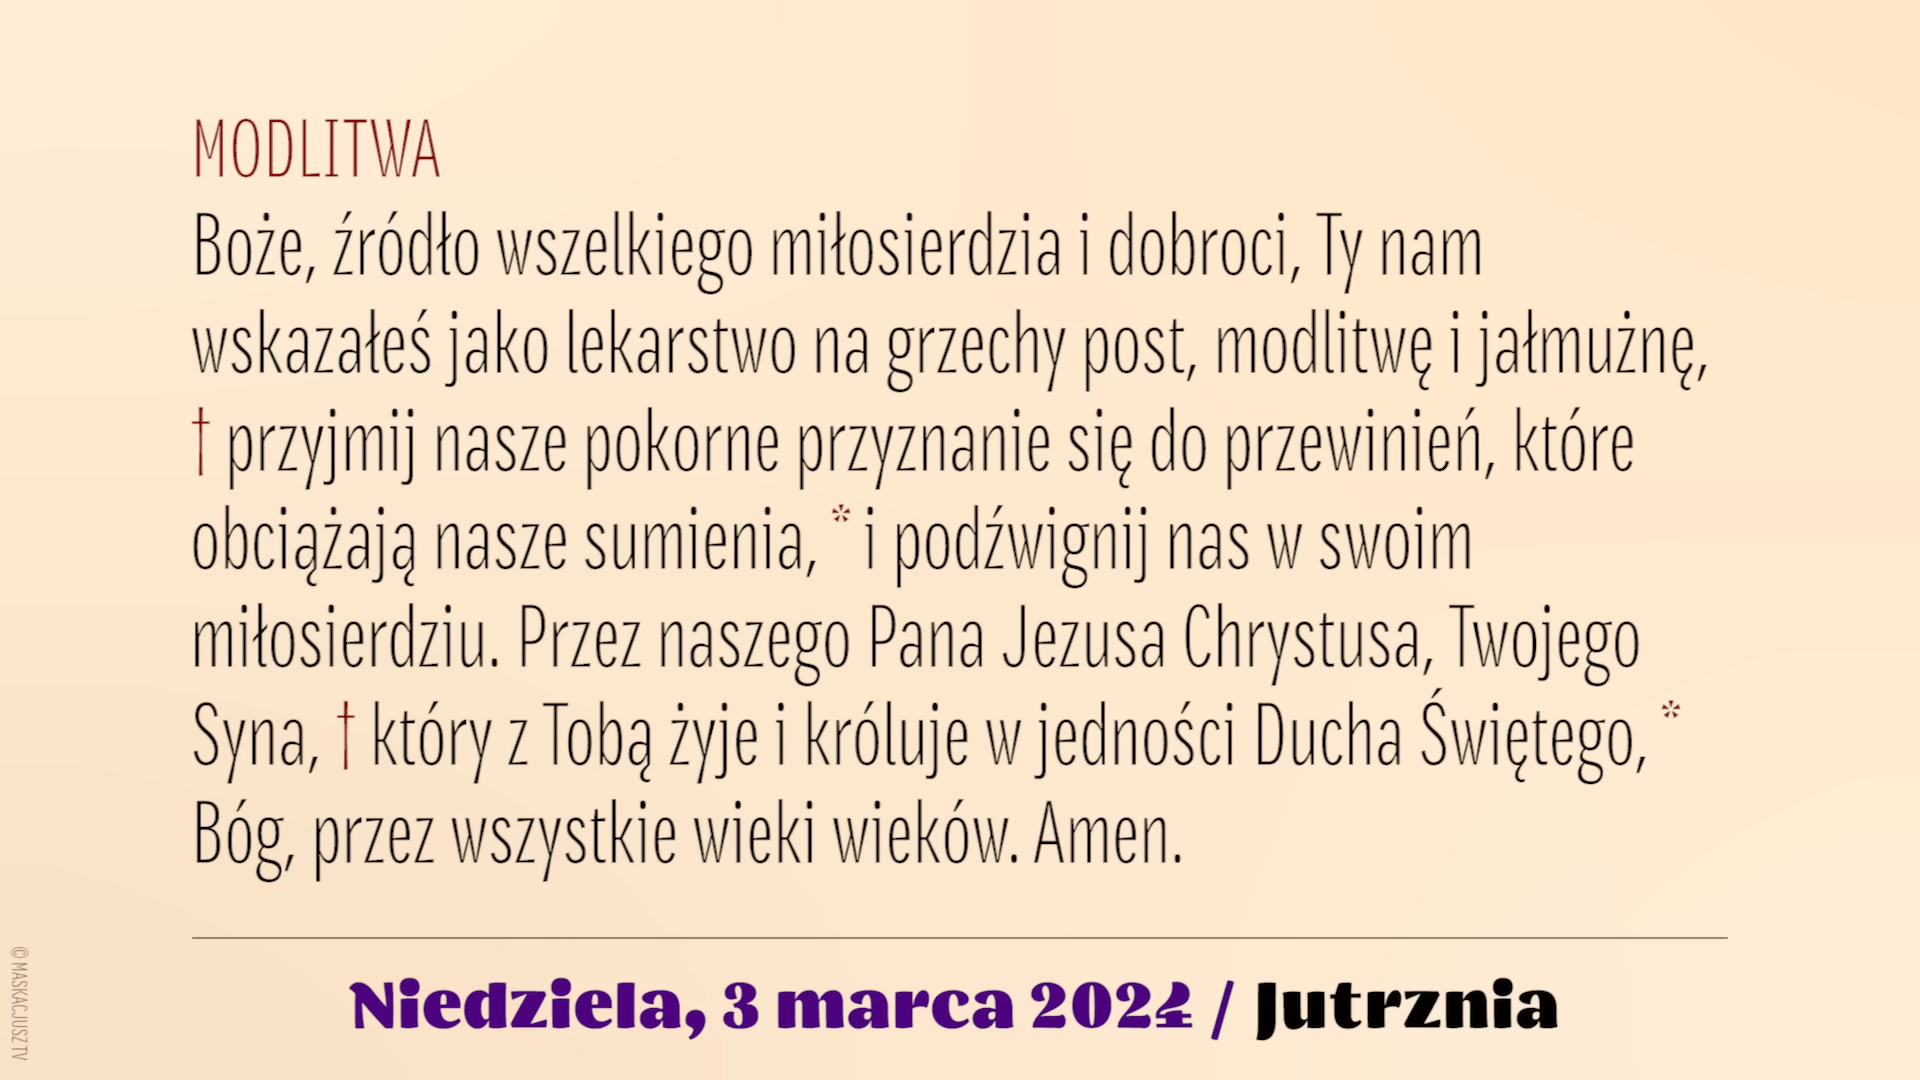 MODLITWA
Boże, źródło wszelkiego miłosierdzia i dobroci, Ty nam
wskazałeś jako lekarstwo na grzechy post, modlitwę i jałmużnę,
† przyjmij nasze pokorne przyznanie się do przewinień, które
obciążają nasze sumienia, * i podźwignij nas w swoim
miłosierdziu. Przez naszego Pana Jezusa Chrystusa, Twojego
Syna, † który z Tobą żyje i króluje w jedności Ducha Świętego, *
Bóg, przez wszystkie wieki wieków. Amen.
Niedziela, 3 marca 2024 / Jutrznia
© MASKACJUSZ TV